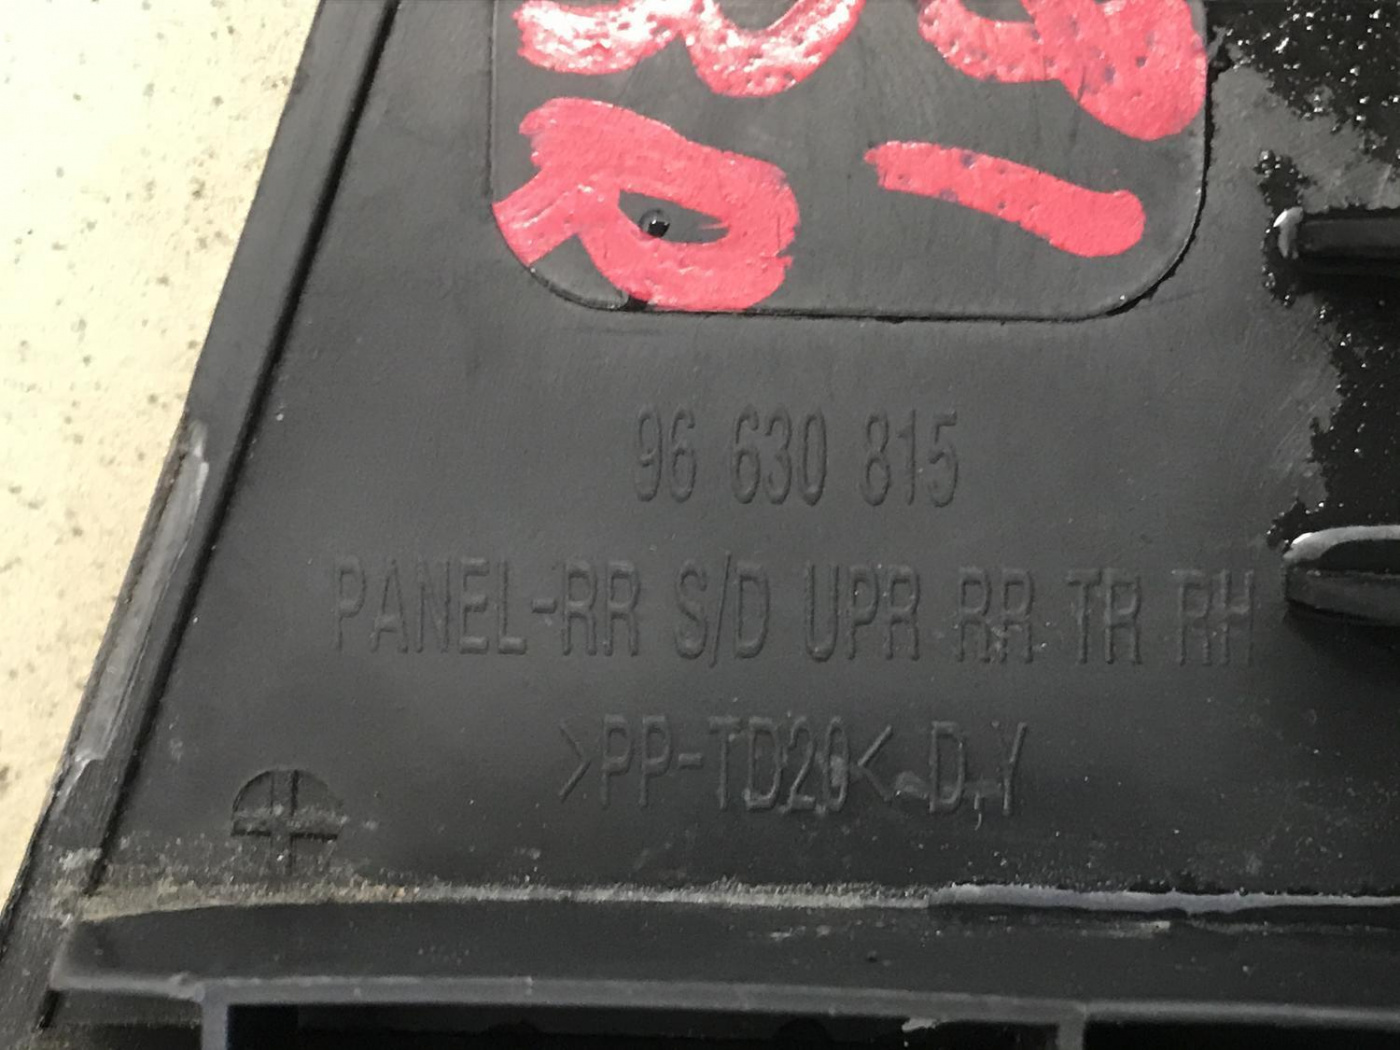 96 630 815
PANEL-RR S/D UPR RR TR RH
>PP-TD20< D,Y